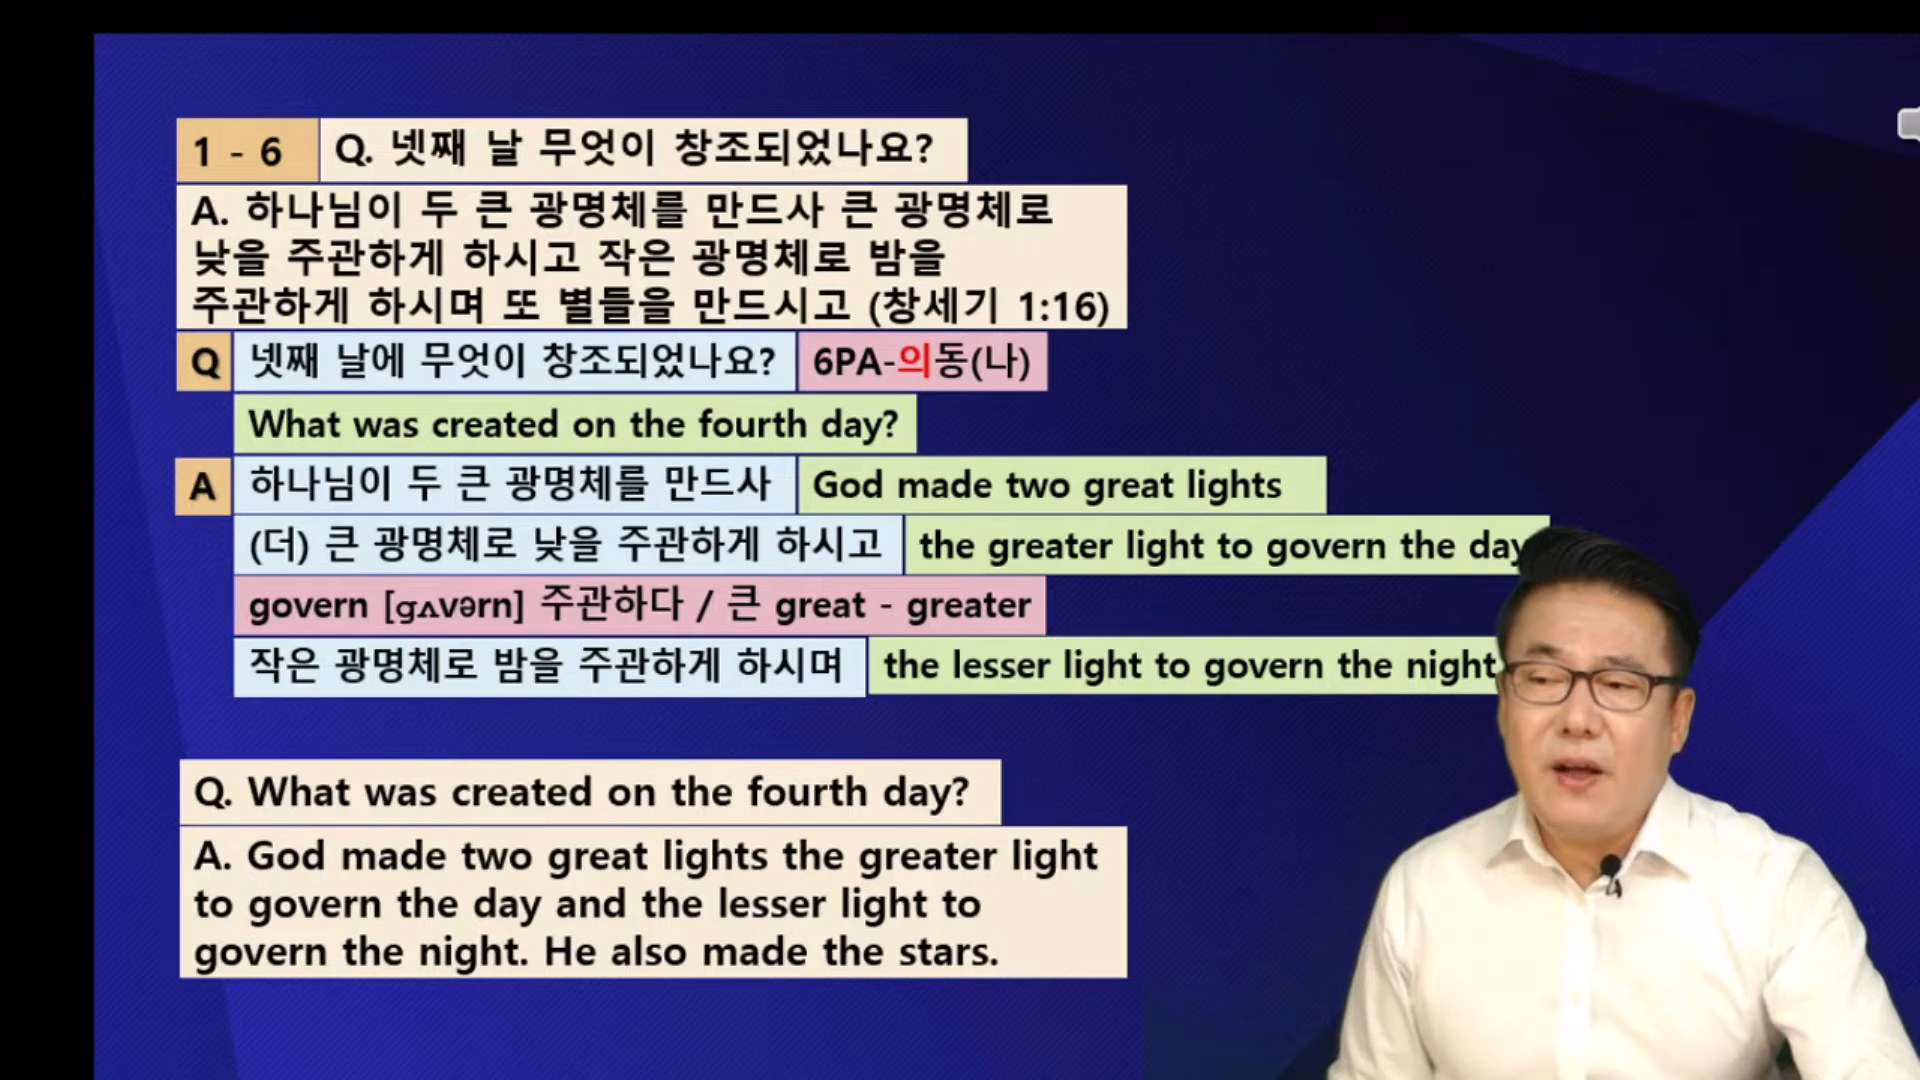 1 - 6 Q. 넷째 날 무엇이 창조되었나요?
A. 하나님이 두 큰 광명체를 만드사 큰 광명체로
낮을 주관하게 하시고 작은 광명체로 밤을
주관하게 하시며 또 별들을 만드시고 (창세기 1:16)
Q 넷째 날에 무엇이 창조되었나요? 6PA-의동(나)
What was created on the fourth day?
A 하나님이 두 큰 광명체를 만드사 God made two great lights
(더) 큰 광명체로 낮을 주관하게 하시고 the greater light to govern the day
govern [gʌvərn] 주관하다 / 큰 great - greater
작은 광명체로 밤을 주관하게 하시며 the lesser light to govern the night
Q. What was created on the fourth day?
A. God made two great lights the greater light
to govern the day and the lesser light to
govern the night. He also made the stars.